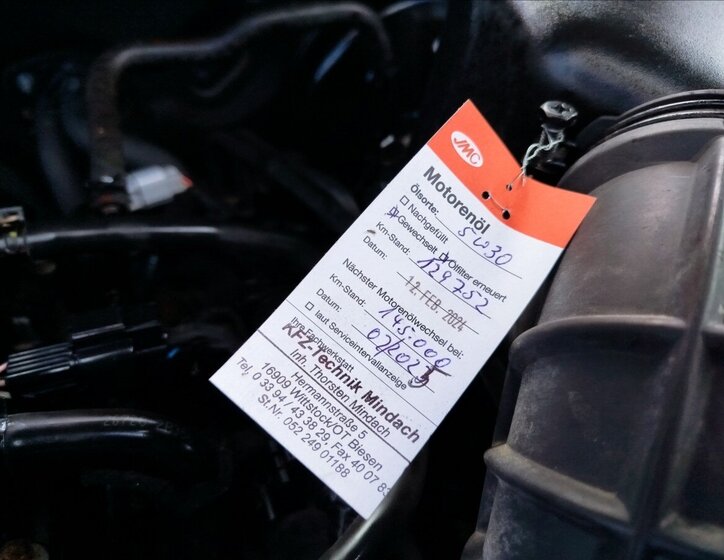 JMC
Motorenöl
Ölsorte: 5W30
Nachgefüllt
Gewechselt Ölfilter erneuert
Km-Stand: 129752
Datum: 12. FEB. 2024
Nächster Motorenölwechsel bei:
Km-Stand: 145.000
Datum: 02/2025
laut Serviceintervallanzeige
Ihre Fachwerkstatt
KFZ-Technik Mindach
Inh. Thorsten Mindach
Hermannstraße 5
16909 Wittstock/OT Biesen
Tel. 0 33 94 / 43 38 29, Fax 40 07 83
St.Nr. 052 249 01188